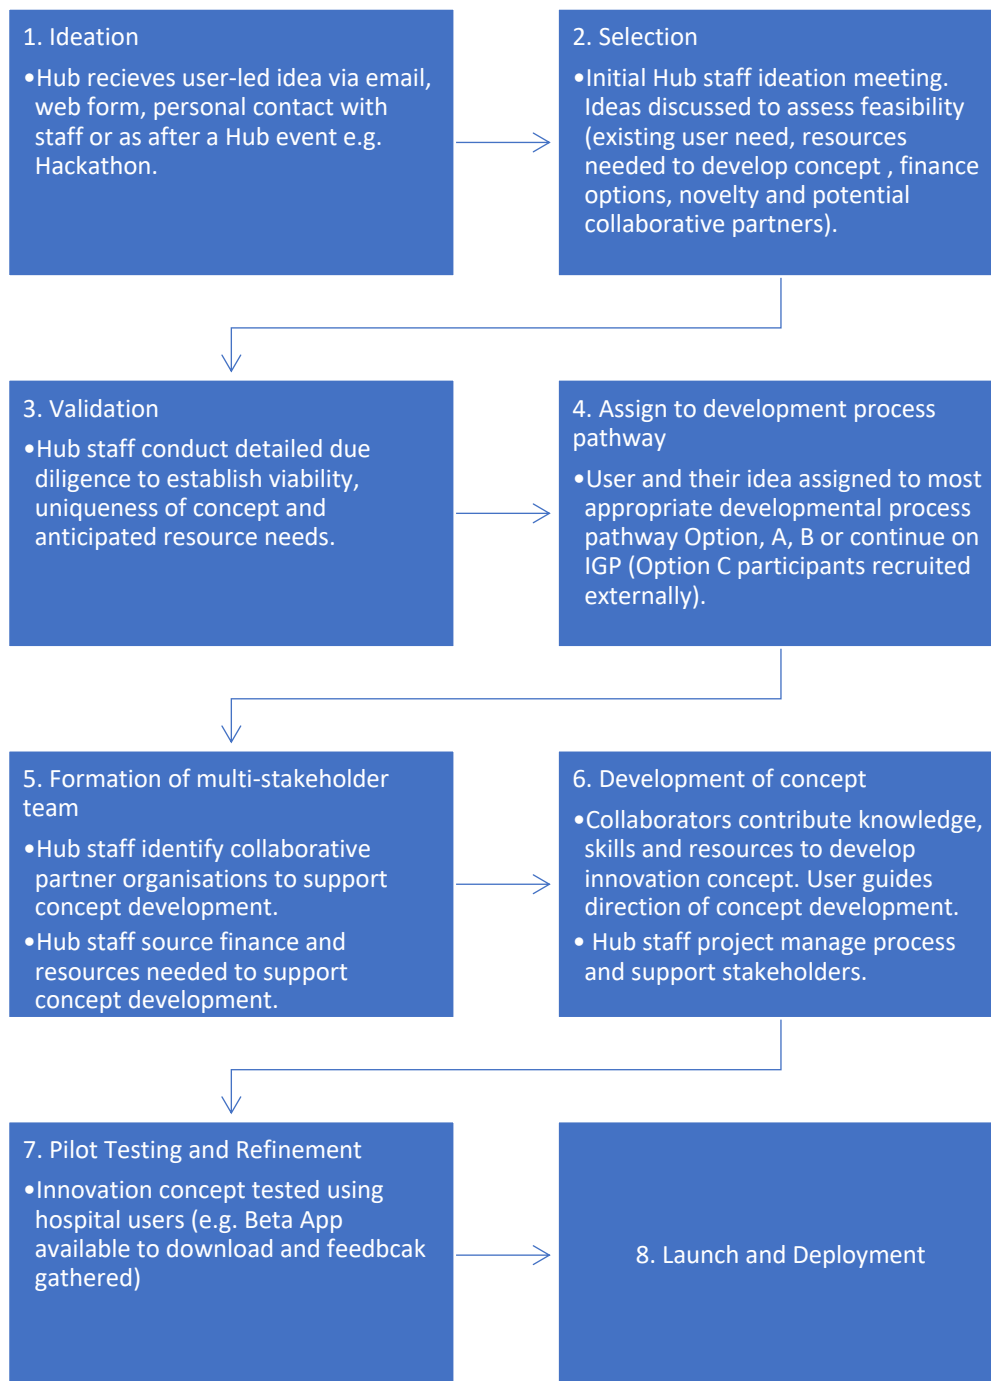 1. Ideation
•Hub recieves user-led idea via email,
web form, personal contact with
staff or as after a Hub event e.g.
Hackathon.
2. Selection
•Initial Hub staff ideation meeting.
Ideas discussed to assess feasibility
(existing user need, resources
needed to develop concept , finance
options, novelty and potential
collaborative partners).
3. Validation
•Hub staff conduct detailed due
diligence to establish viability,
uniqueness of concept and
anticipated resource needs.
4. Assign to development process
pathway
•User and their idea assigned to most
appropriate developmental process
pathway Option, A, B or continue on
IGP (Option C participants recruited
externally).
5. Formation of multi-stakeholder
team
•Hub staff identify collaborative
partner organisations to support
concept development.
•Hub staff source finance and
resources needed to support
concept development.
6. Development of concept
•Collaborators contribute knowledge,
skills and resources to develop
innovation concept. User guides
direction of concept development.
• Hub staff project manage process
and support stakeholders.
7. Pilot Testing and Refinement
•Innovation concept tested using
hospital users (e.g. Beta App
available to download and feedbcak
gathered)
8. Launch and Deployment